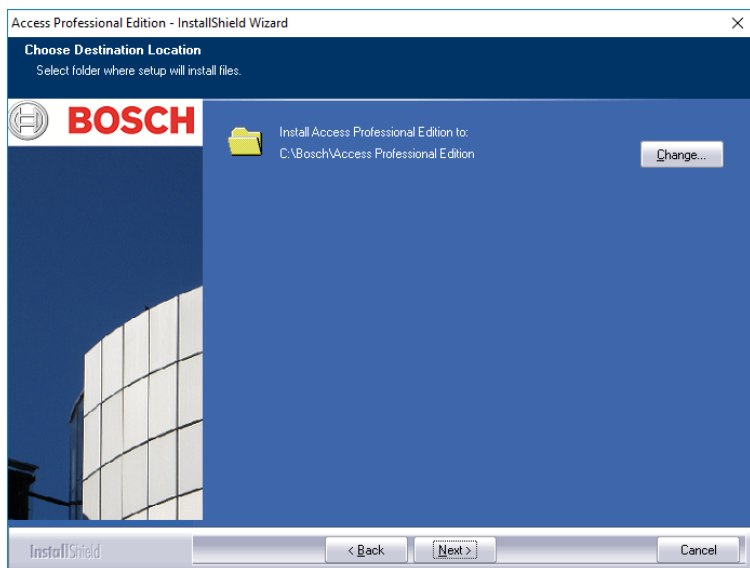 Access Professional Edition - InstallShield Wizard
Choose Destination Location
Select folder where setup will install files.
BOSCH
Install Access Professional Edition to:
C:\Bosch\Access Professional Edition
Change...
InstallShield
< Back
Next >
Cancel